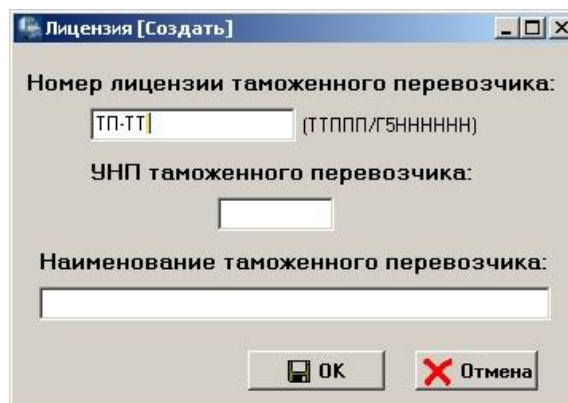 Лицензия [Создать]
Номер лицензии таможенного перевозчика:
ТП-ТТ (ТТППП/Г5НННННН)
УНП таможенного перевозчика:
Наименование таможенного перевозчика:
OK Отмена